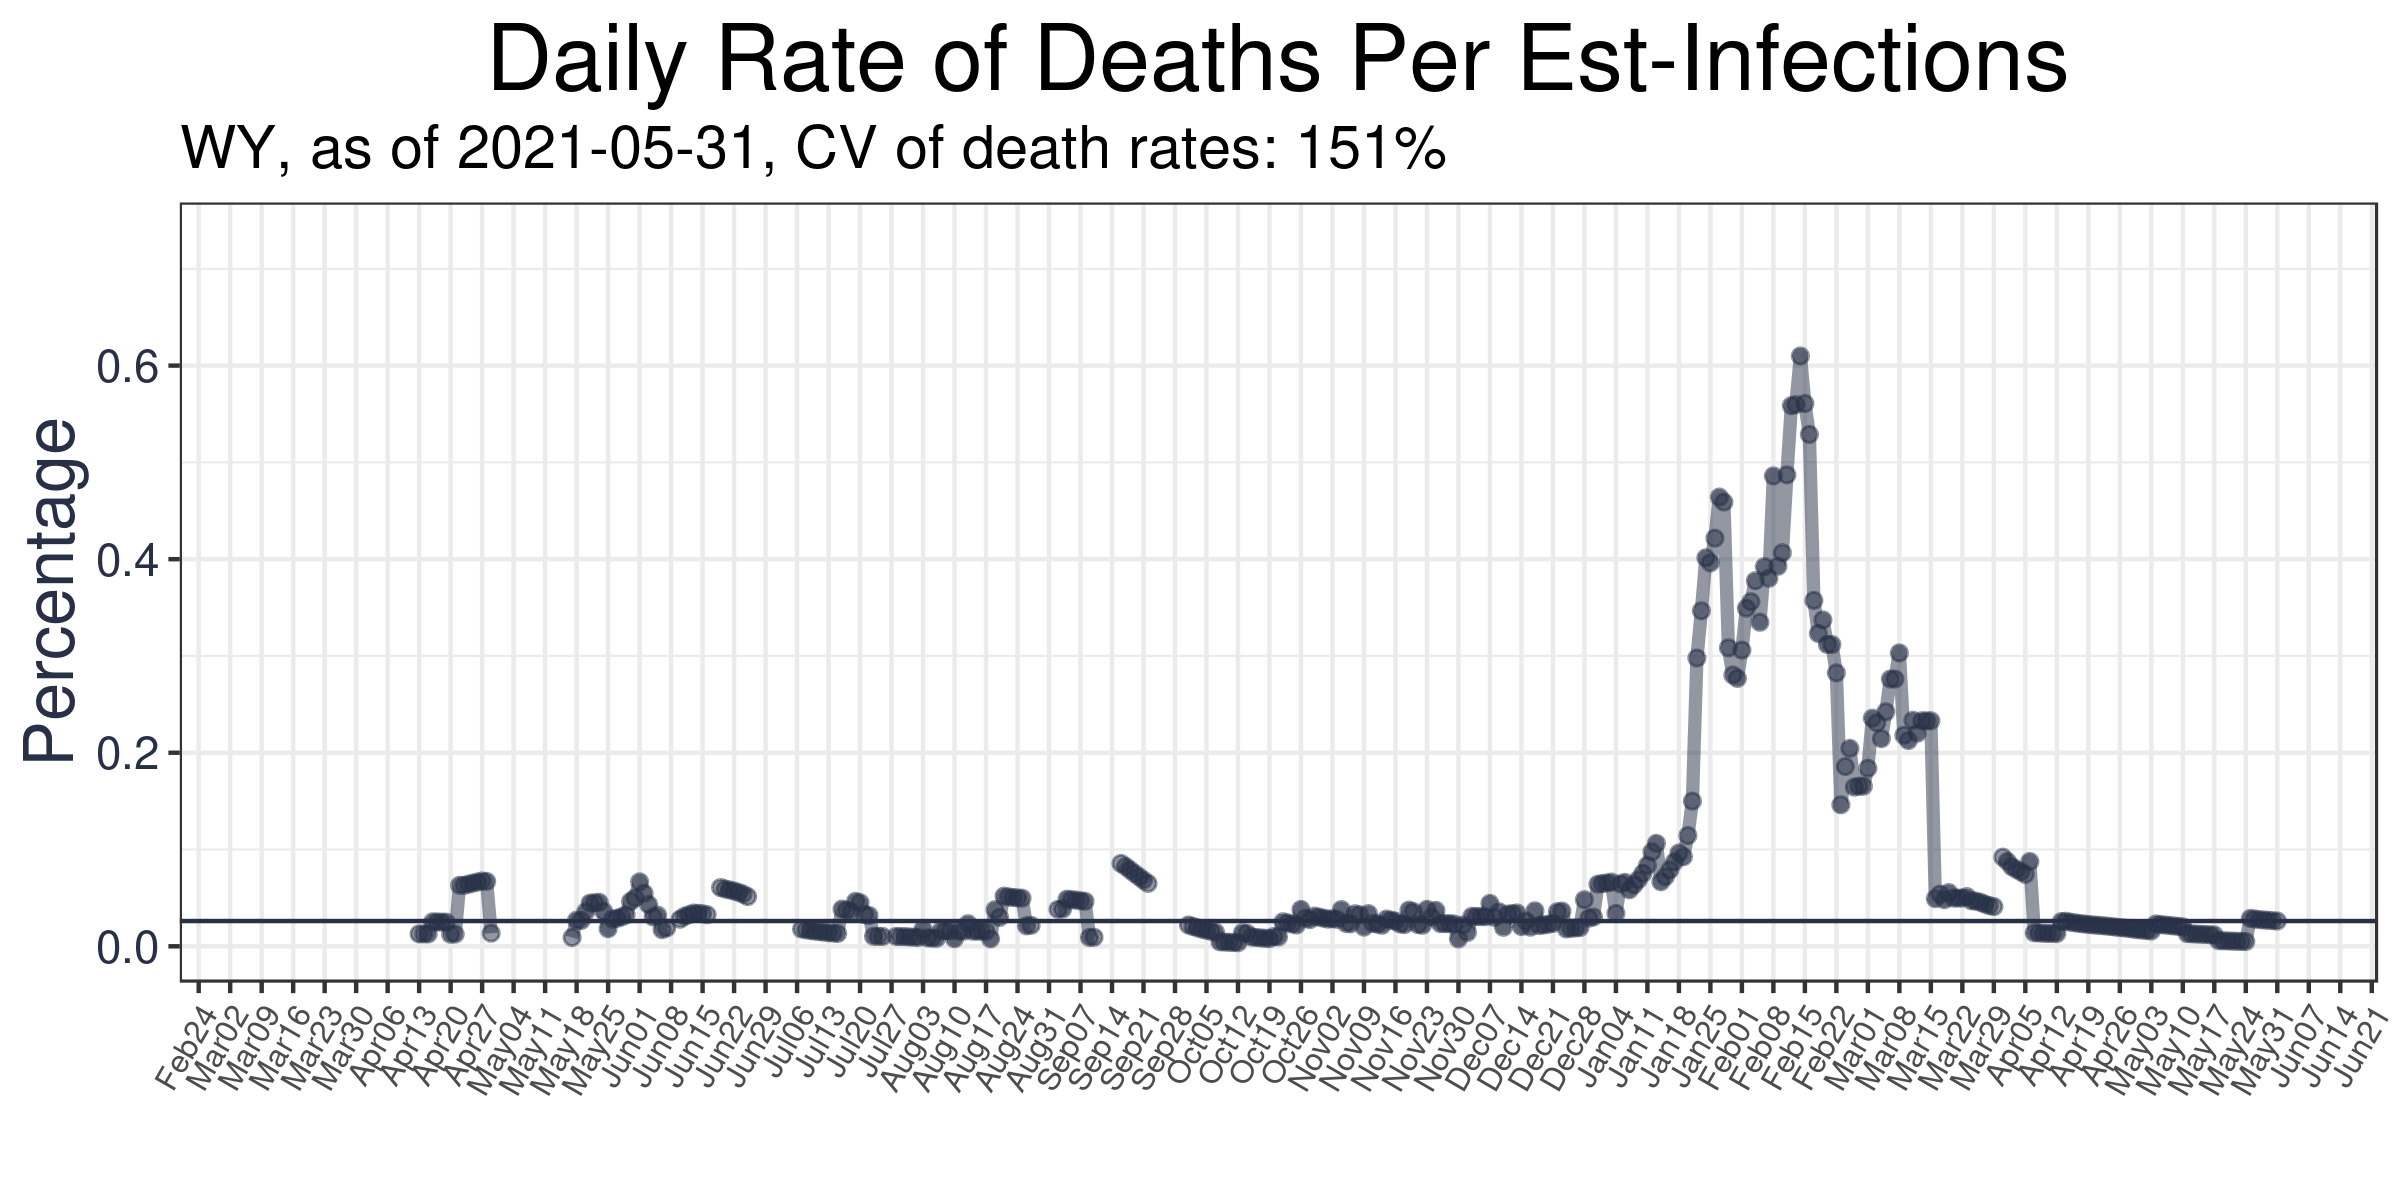 Daily Rate of Deaths Per Est-Infections
WY, as of 2021-05-31, CV of death rates: 151%
Percentage
0.6
0.4
0.2
0.0
Feb24 Mar02 Mar09 Mar16 Mar23 Mar30 Apr06 Apr13 Apr20 Apr27 May04 May11 May18 May25 Jun01 Jun08 Jun15 Jun22 Jun29 Jul06 Jul13 Jul20 Jul27 Aug03 Aug10 Aug17 Aug24 Aug31 Sep07 Sep14 Sep21 Sep28 Oct05 Oct12 Oct19 Oct26 Nov02 Nov09 Nov16 Nov23 Nov30 Dec07 Dec14 Dec21 Dec28 Jan04 Jan11 Jan18 Jan25 Feb01 Feb08 Feb15 Feb22 Mar01 Mar08 Mar15 Mar22 Mar29 Apr05 Apr12 Apr19 Apr26 May03 May10 May17 May24 May31 Jun07 Jun14 Jun21